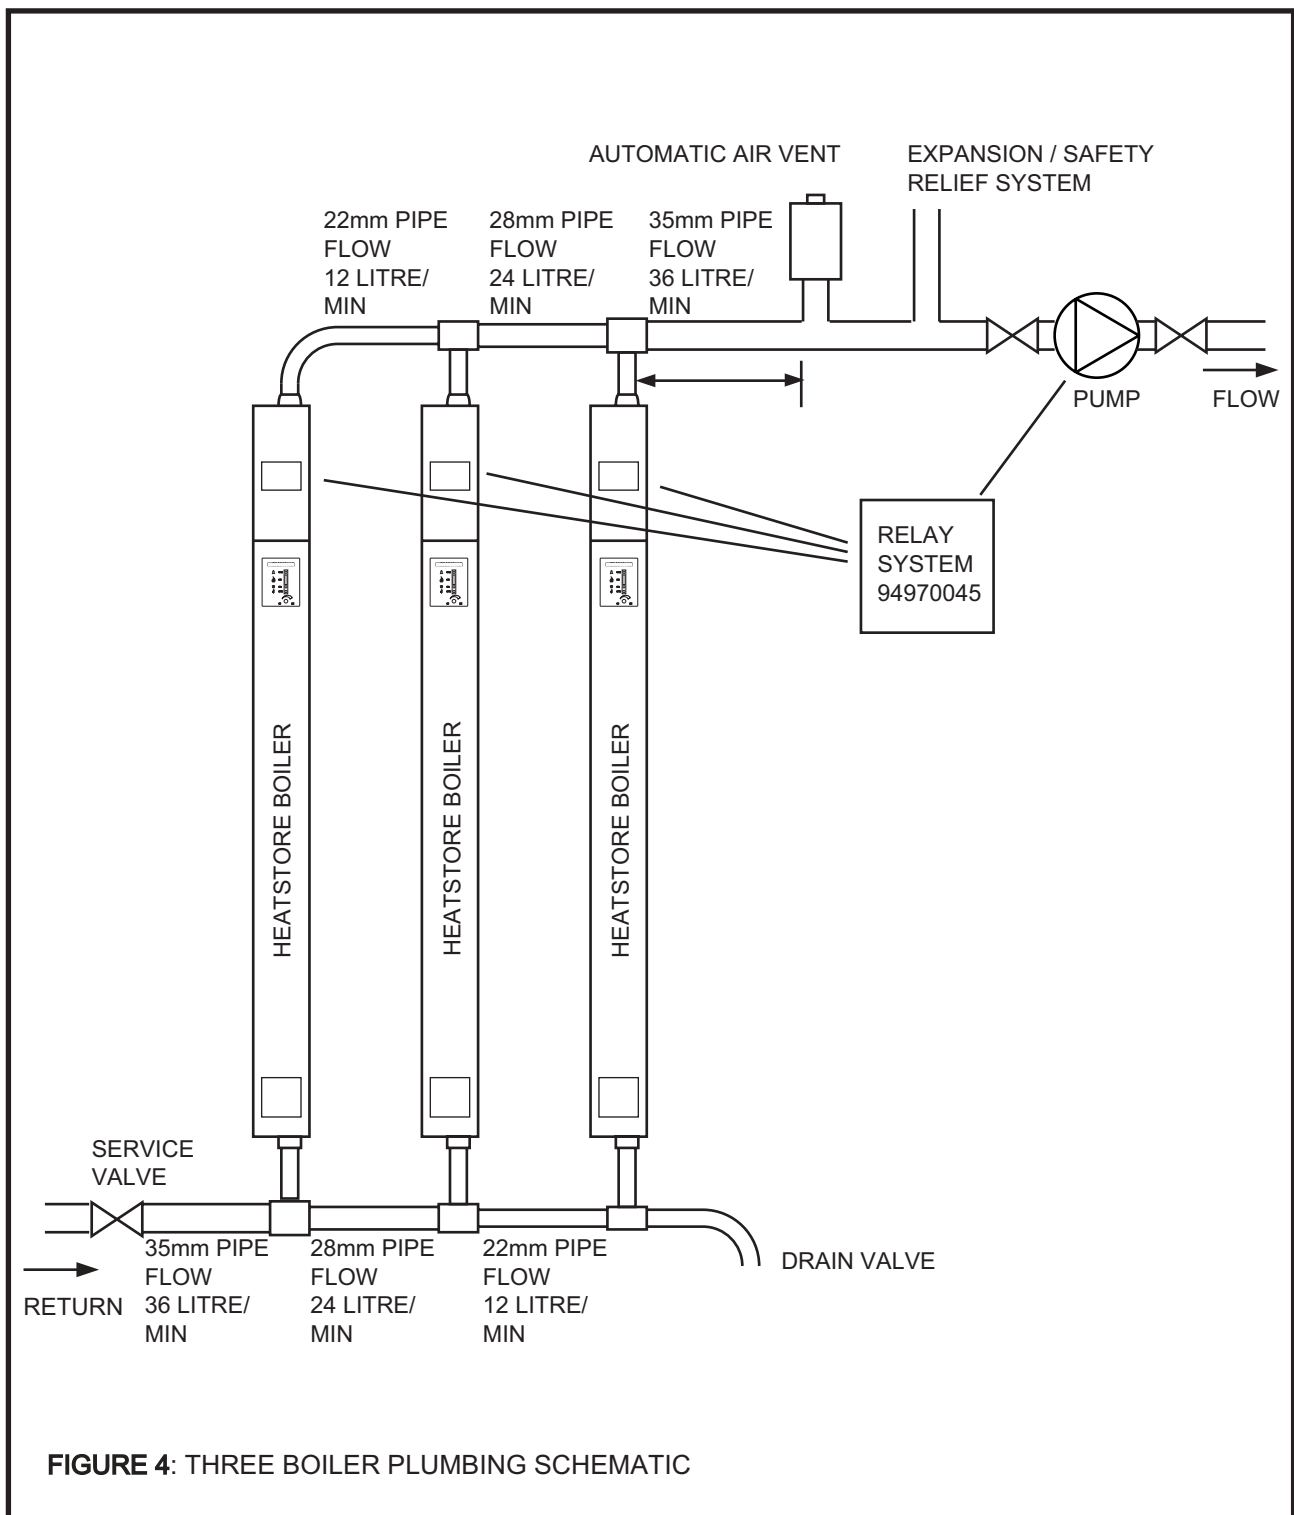 AUTOMATIC AIR VENT
EXPANSION / SAFETY
RELIEF SYSTEM
22mm PIPE
FLOW
12 LITRE/
MIN
28mm PIPE
FLOW
24 LITRE/
MIN
35mm PIPE
FLOW
36 LITRE/
MIN
PUMP
FLOW
RELAY
SYSTEM
94970045
HEATSTORE BOILER
HEATSTORE BOILER
HEATSTORE BOILER
SERVICE
VALVE
RETURN
35mm PIPE
FLOW
36 LITRE/
MIN
28mm PIPE
FLOW
24 LITRE/
MIN
22mm PIPE
FLOW
12 LITRE/
MIN
DRAIN VALVE
FIGURE 4: THREE BOILER PLUMBING SCHEMATIC